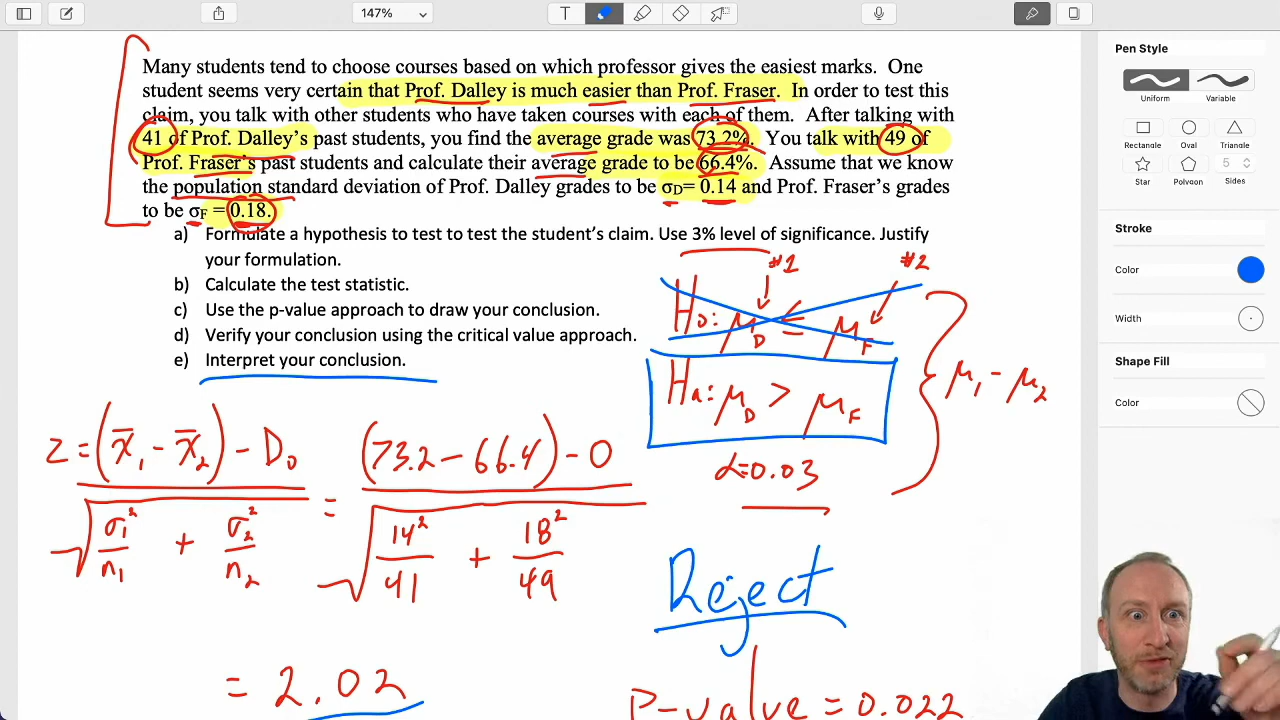 147%
T
Many students tend to choose courses based on which professor gives the easiest marks. One
student seems very certain that Prof. Dalley is much easier than Prof. Fraser. In order to test this
claim, you talk with other students who have taken courses with each of them. After talking with
41 of Prof. Dalley's past students, you find the average grade was 73.2%. You talk with 49 of
Prof. Fraser's past students and calculate their average grade to be 66.4%. Assume that we know
the population standard deviation of Prof. Dalley grades to be σD= 0.14 and Prof. Fraser's grades
to be σF = 0.18.
a) Formulate a hypothesis to test to test the student's claim. Use 3% level of significance. Justify
your formulation.
b) Calculate the test statistic.
c) Use the p-value approach to draw your conclusion.
d) Verify your conclusion using the critical value approach.
e) Interpret your conclusion.
#1 #2
Ho: μD ≤ μF
Ha: μD > μF
μ1 - μ2
α=0.03
z = (x̄1 - x̄2) - D0 = (73.2 - 66.4) - 0
√ σ1²/n1 + σ2²/n2 √ 14²/41 + 18²/49
= 2.02
Reject
P-value = 0.022
Pen Style
Uniform Variable
Rectangle Oval Triangle
Star Polygon 5 Sides
Stroke
Color
Width
Shape Fill
Color